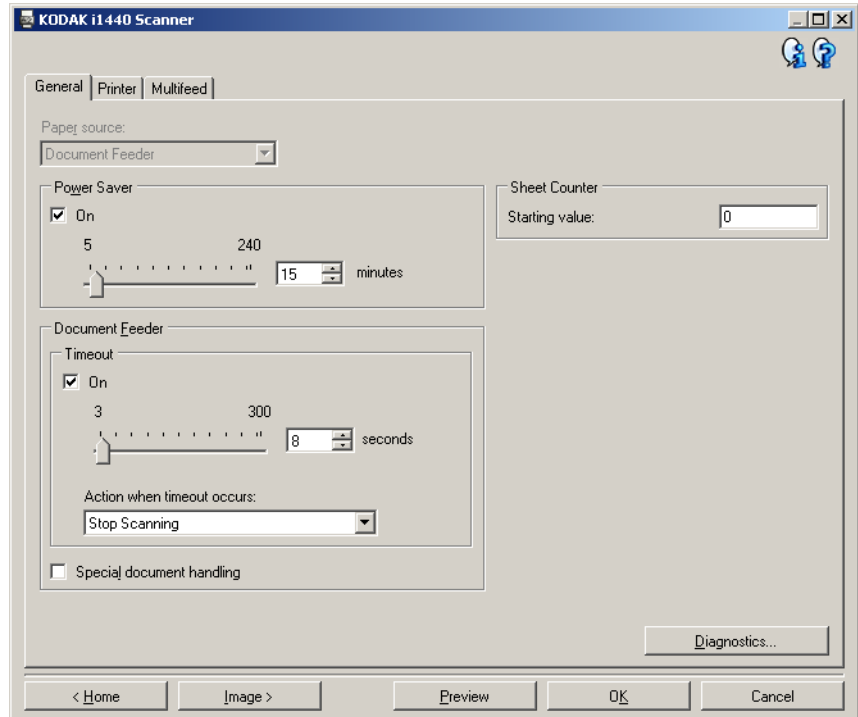 KODAK i1440 Scanner
General Printer Multifeed
Paper source:
Document Feeder
Power Saver
On
5 240
15 minutes
Sheet Counter
Starting value: 0
Document Feeder
Timeout
On
3 300
8 seconds
Action when timeout occurs:
Stop Scanning
Special document handling
Diagnostics...
< Home Image > Preview OK Cancel